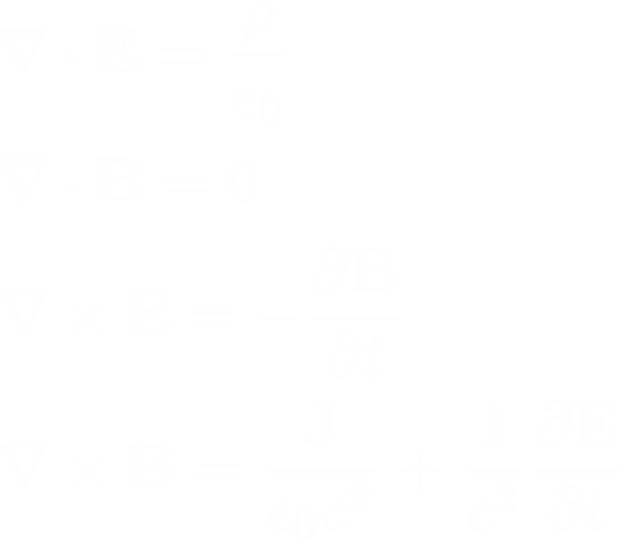 ∇ · E = ρ/ε₀
∇ · B = 0
∇ × E = − ∂B/∂t
∇ × B = J/(ε₀c²) + 1/c² ∂E/∂t